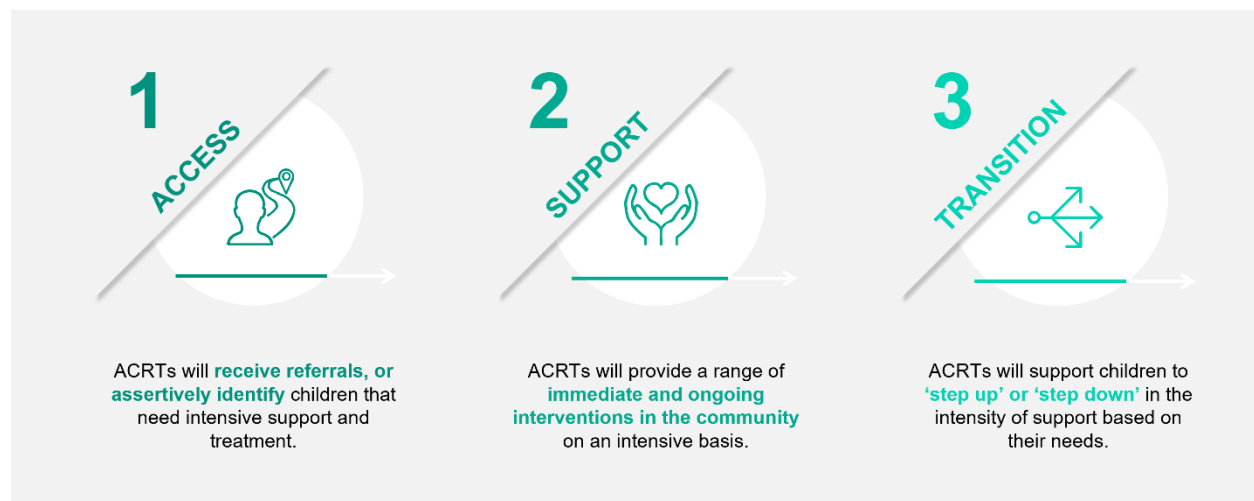 1
ACCESS
ACRTs will receive referrals, or
assertively identify children that
need intensive support and
treatment.
2
SUPPORT
ACRTs will provide a range of
immediate and ongoing
interventions in the community
on an intensive basis.
3
TRANSITION
ACRTs will support children to
‘step up’ or ‘step down’ in the
intensity of support based on
their needs.